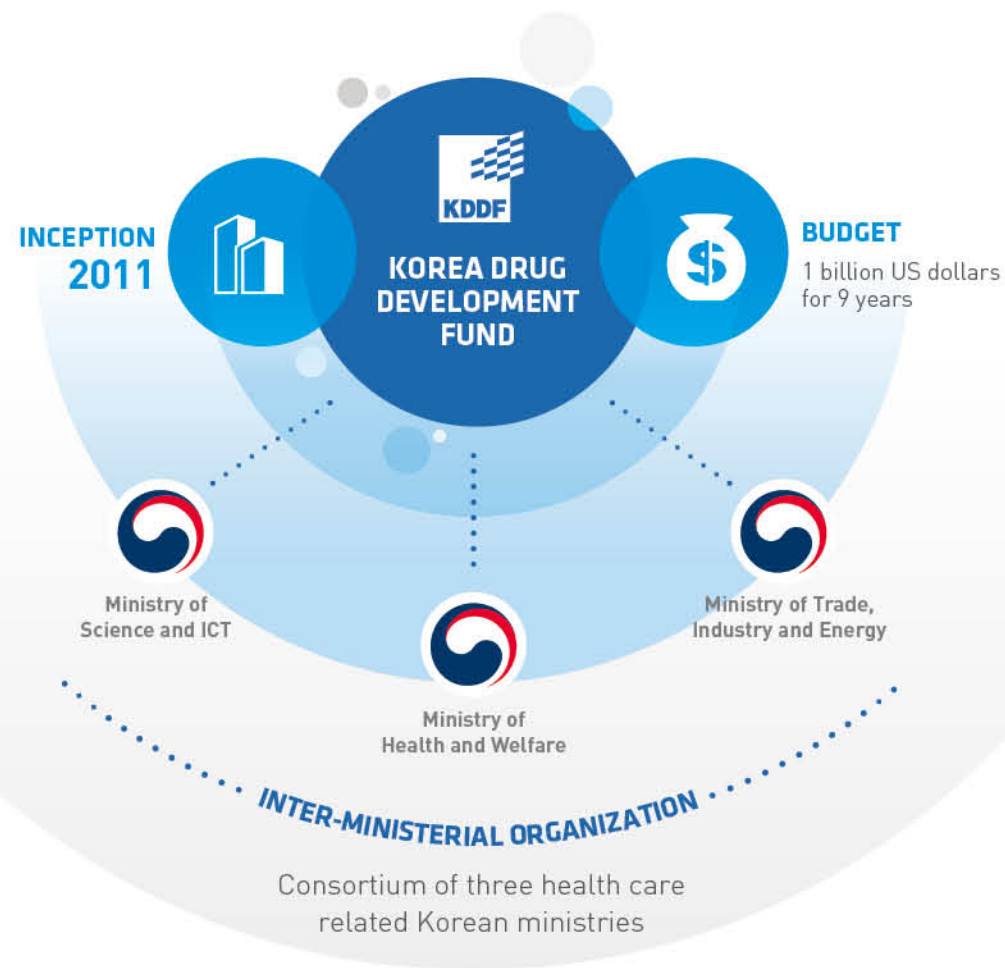 KDDF
KOREA DRUG
DEVELOPMENT
FUND
INCEPTION
2011
$
BUDGET
1 billion US dollars
for 9 years
Ministry of
Science and ICT
Ministry of
Health and Welfare
Ministry of Trade,
Industry and Energy
INTER-MINISTERIAL ORGANIZATION
Consortium of three health care
related Korean ministries